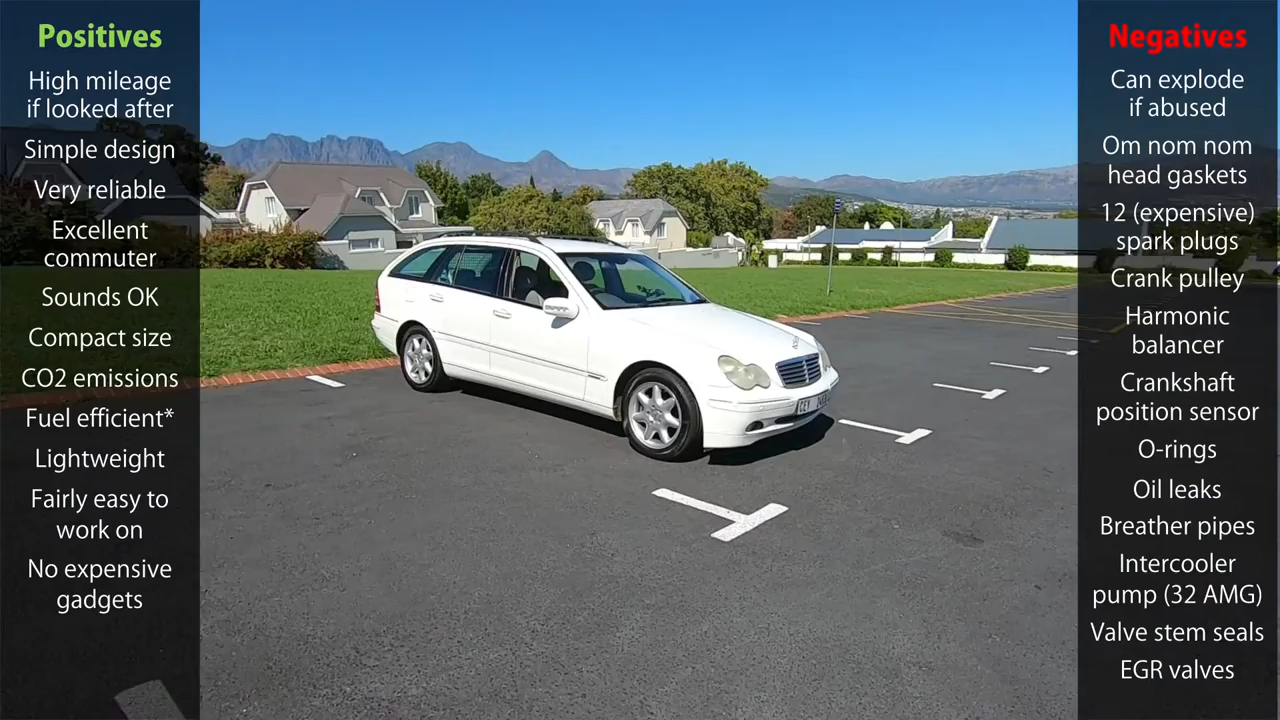 Positives
High mileage
if looked after
Simple design
Very reliable
Excellent
commuter
Sounds OK
Compact size
CO2 emissions
Fuel efficient*
Lightweight
Fairly easy to
work on
No expensive
gadgets
Negatives
Can explode
if abused
Om nom nom
head gaskets
12 (expensive)
spark plugs
Crank pulley
Harmonic
balancer
Crankshaft
position sensor
O-rings
Oil leaks
Breather pipes
Intercooler
pump (32 AMG)
Valve stem seals
EGR valves
CEY